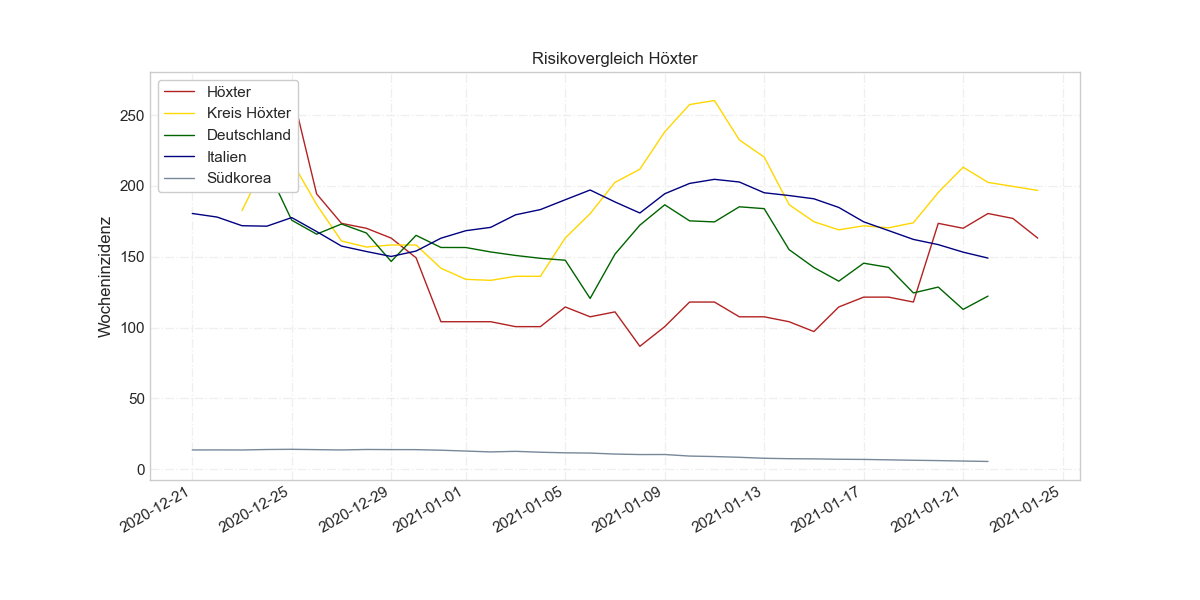 Risikovergleich Höxter
Höxter
Kreis Höxter
Deutschland
Italien
Südkorea
Wocheninzidenz
250
200
150
100
50
0
2020-12-21
2020-12-25
2020-12-29
2021-01-01
2021-01-05
2021-01-09
2021-01-13
2021-01-17
2021-01-21
2021-01-25